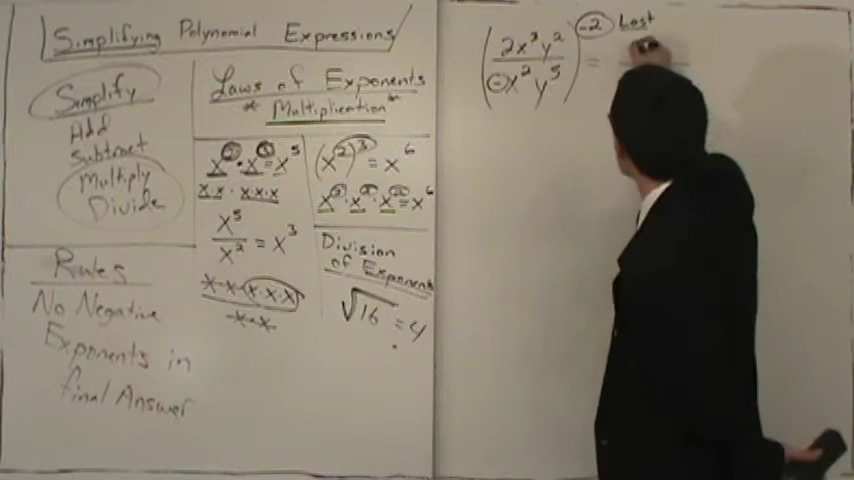 Simplifying Polynomial Expressions
Simplify
Add
Subtract
Multiply
Divide
Rules
No Negative
Exponents in
final Answer
Laws of Exponents
*Multiplication*
x² · x³ = x⁵
x·x · x·x·x
x⁵/x² = x³
x·x·x·x·x/x·x
(x²)³ = x⁶
x² · x² · x² = x⁶
Division
of Exponents
√16 = 4
(2x³y²/-x²y⁵)⁻² =
Last